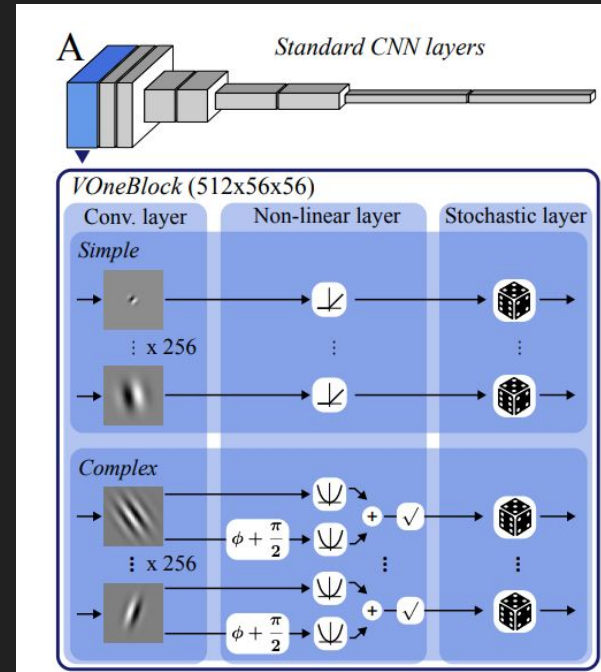 A
Standard CNN layers
VOneBlock (512x56x56)
Conv. layer
Non-linear layer
Stochastic layer
Simple
⋮ x 256
⋮
⋮
Complex
ϕ + π/2
+
√
⋮ x 256
⋮
⋮
ϕ + π/2
+
√